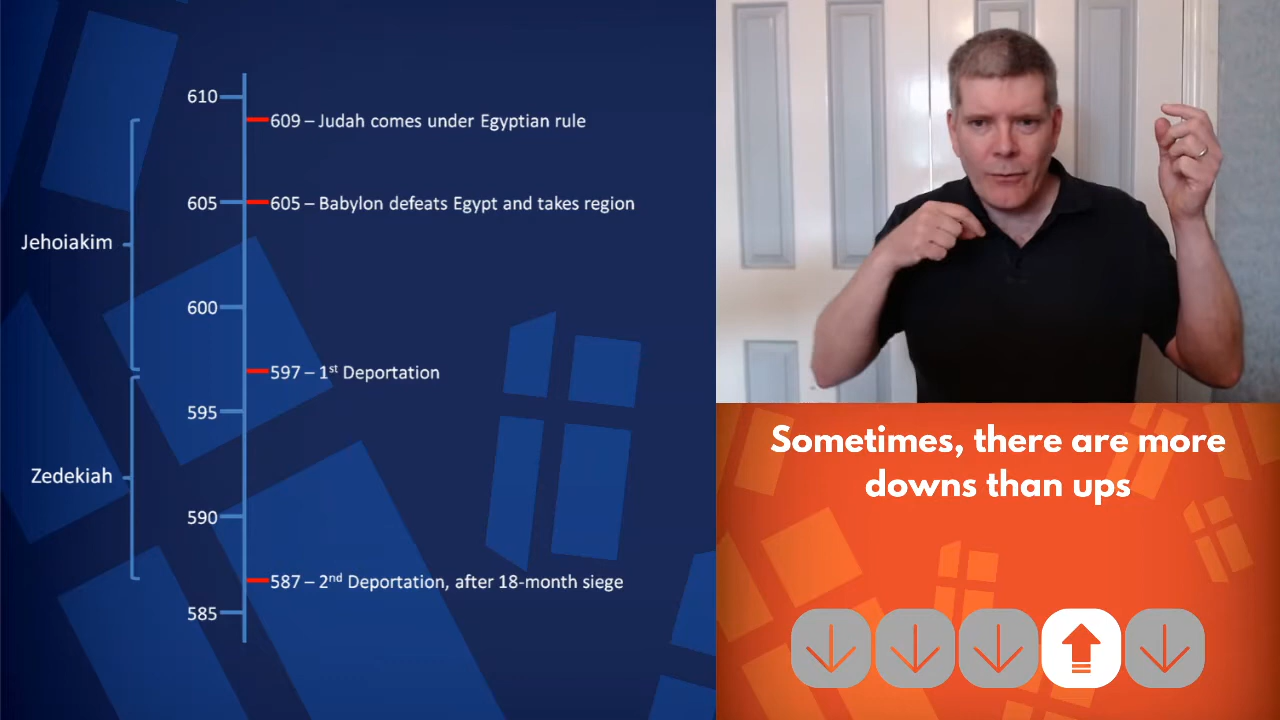 610
609 – Judah comes under Egyptian rule
605
605 – Babylon defeats Egypt and takes region
Jehoiakim
600
597 – 1st Deportation
595
Zedekiah
590
587 – 2nd Deportation, after 18-month siege
585
Sometimes, there are more
downs than ups